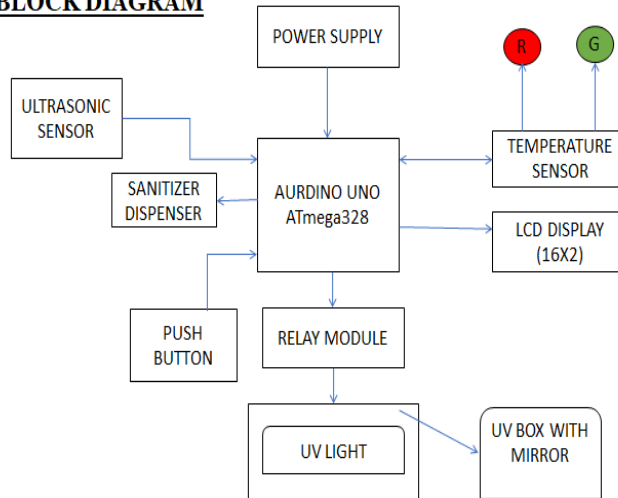 BLOCK DIAGRAM
POWER SUPPLY
R
G
ULTRASONIC
SENSOR
TEMPERATURE
SENSOR
SANITIZER
DISPENSER
AURDINO UNO
ATmega328
LCD DISPLAY
(16X2)
PUSH
BUTTON
RELAY MODULE
UV LIGHT
UV BOX WITH
MIRROR